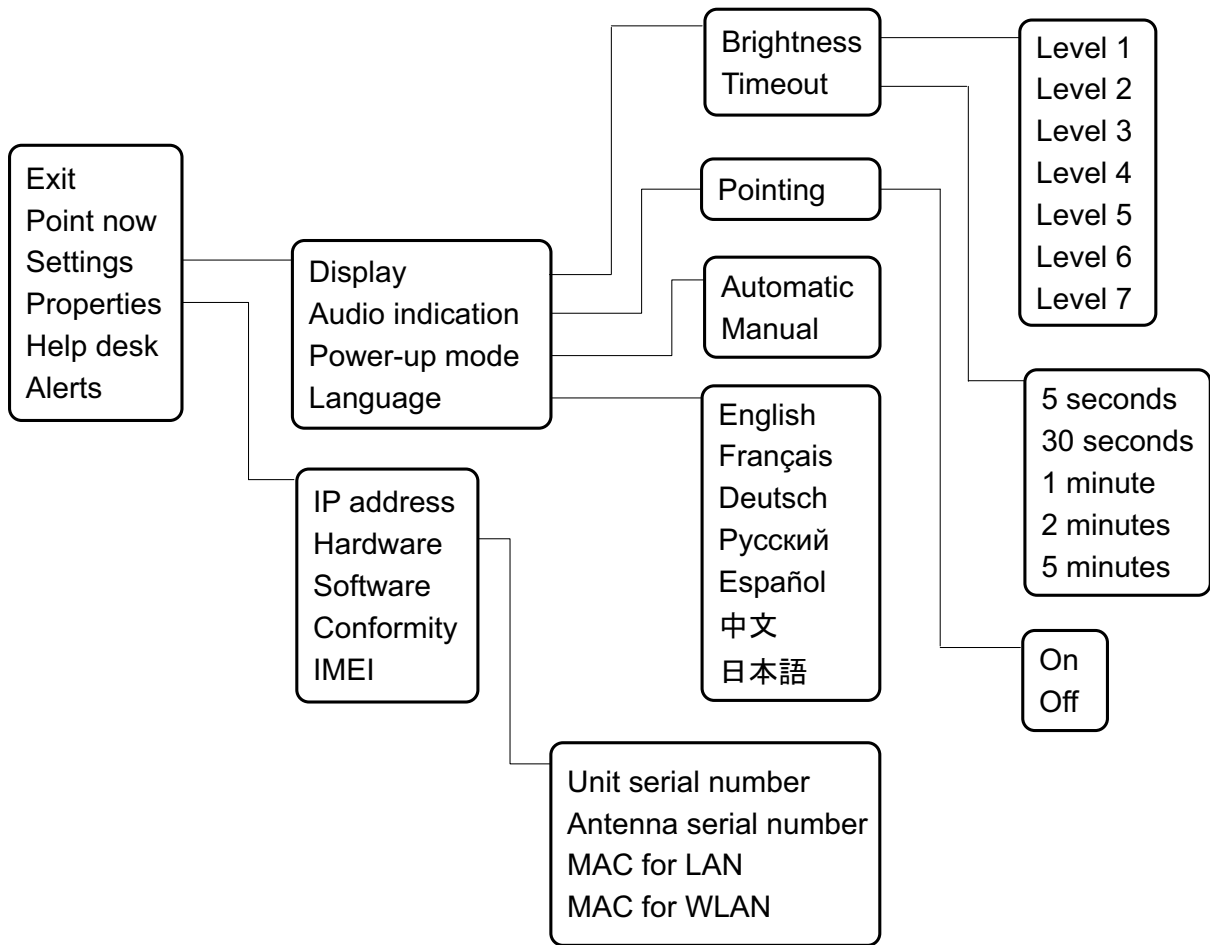 Exit
Point now
Settings
Properties
Help desk
Alerts
Display
Audio indication
Power-up mode
Language
IP address
Hardware
Software
Conformity
IMEI
Brightness
Timeout
Pointing
Automatic
Manual
English
Français
Deutsch
Русский
Español
中文
日本語
Unit serial number
Antenna serial number
MAC for LAN
MAC for WLAN
Level 1
Level 2
Level 3
Level 4
Level 5
Level 6
Level 7
5 seconds
30 seconds
1 minute
2 minutes
5 minutes
On
Off